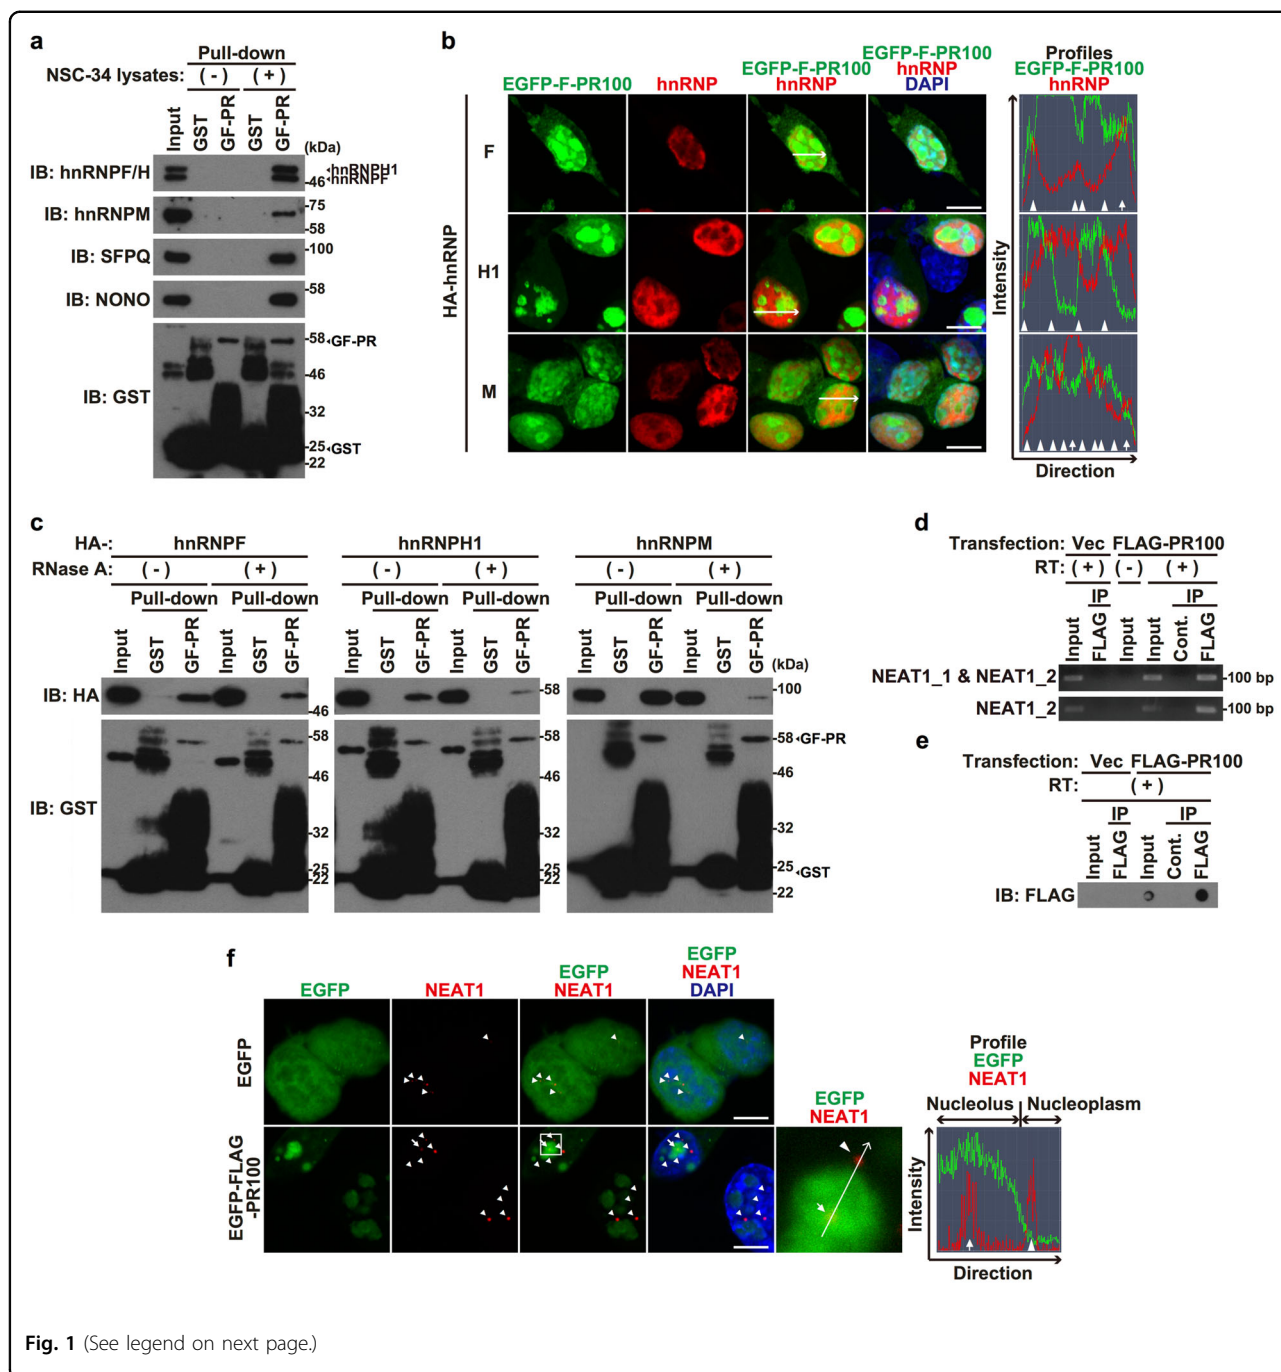 a
Pull-down
NSC-34 lysates: (-) (+)
Input GST GF-PR GST GF-PR
(kDa)
IB: hnRNPF/H
hnRNPH1
-46 hnRNPF
IB: hnRNPM
-75
-58
IB: SFPQ
-100
IB: NONO
-58
IB: GST
-58 GF-PR
-46
-32
-25 GST
-22
b
EGFP-F-PR100
hnRNP
EGFP-F-PR100
hnRNP
EGFP-F-PR100
hnRNP
DAPI
Profiles
EGFP-F-PR100
hnRNP
HA-hnRNP
F
H1
M
Intensity
Direction
c
HA-: hnRNPF hnRNPH1 hnRNPM
RNase A: (-) (+) (-) (+) (-) (+)
Pull-down Pull-down Pull-down Pull-down Pull-down Pull-down
Input GST GF-PR Input GST GF-PR Input GST GF-PR Input GST GF-PR Input GST GF-PR Input GST GF-PR
(kDa)
IB: HA
-46
-58
-100
IB: GST
-58
-46
-32
-25
-22
-58
-46
-32
-25
-22
-58 GF-PR
-46
-32
-25 GST
-22
d
Transfection: Vec FLAG-PR100
RT: (+) (-) (+)
IP IP
Input FLAG Input Input Cont. FLAG
NEAT1_1 & NEAT1_2
-100 bp
NEAT1_2
-100 bp
e
Transfection: Vec FLAG-PR100
RT: (+)
IP IP
Input FLAG Input Cont. FLAG
IB: FLAG
f
EGFP
NEAT1
EGFP
NEAT1
EGFP
NEAT1
DAPI
EGFP
EGFP-FLAG
-PR100
EGFP
NEAT1
Profile
EGFP
NEAT1
Nucleolus Nucleoplasm
Intensity
Direction
Fig. 1 (See legend on next page.)